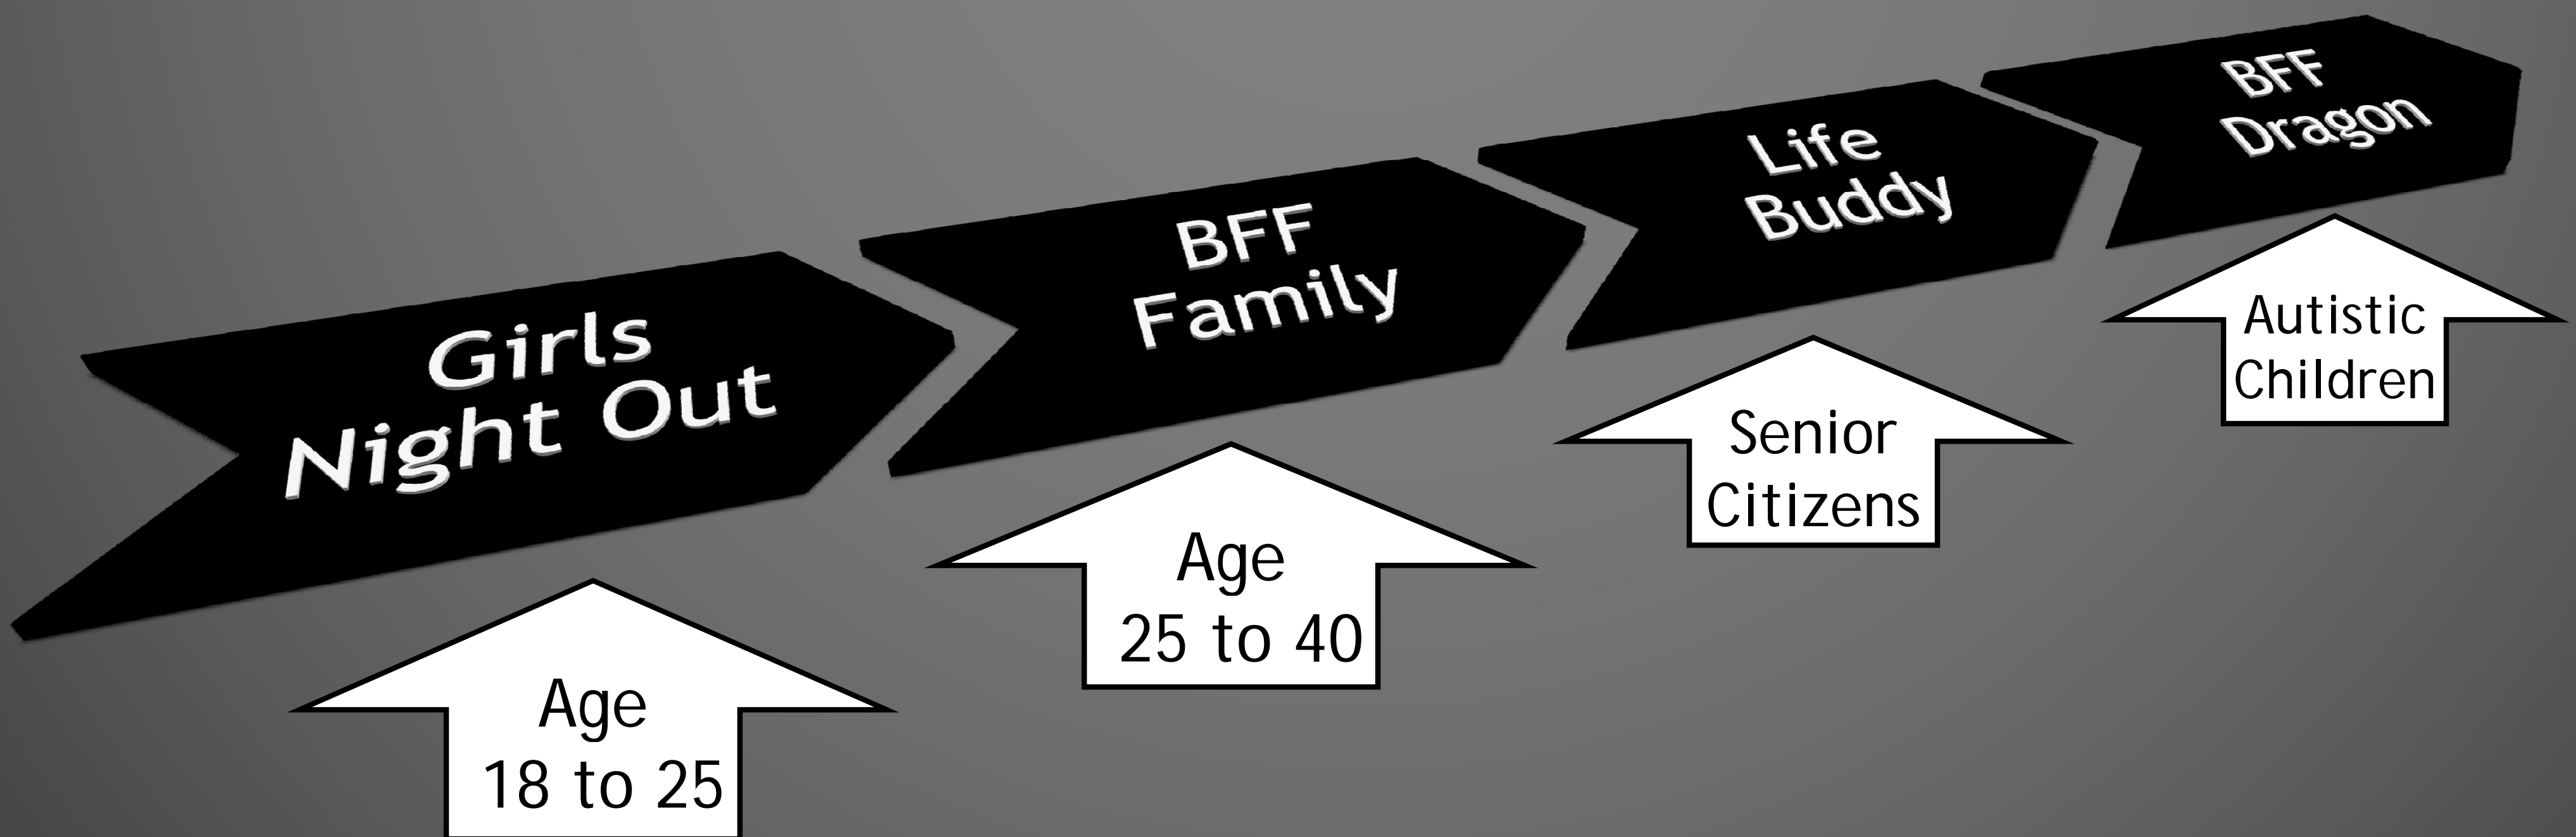 Girls
Night Out
BFF
Family
Life
Buddy
BFF
Dragon
Age
18 to 25
Age
25 to 40
Senior
Citizens
Autistic
Children